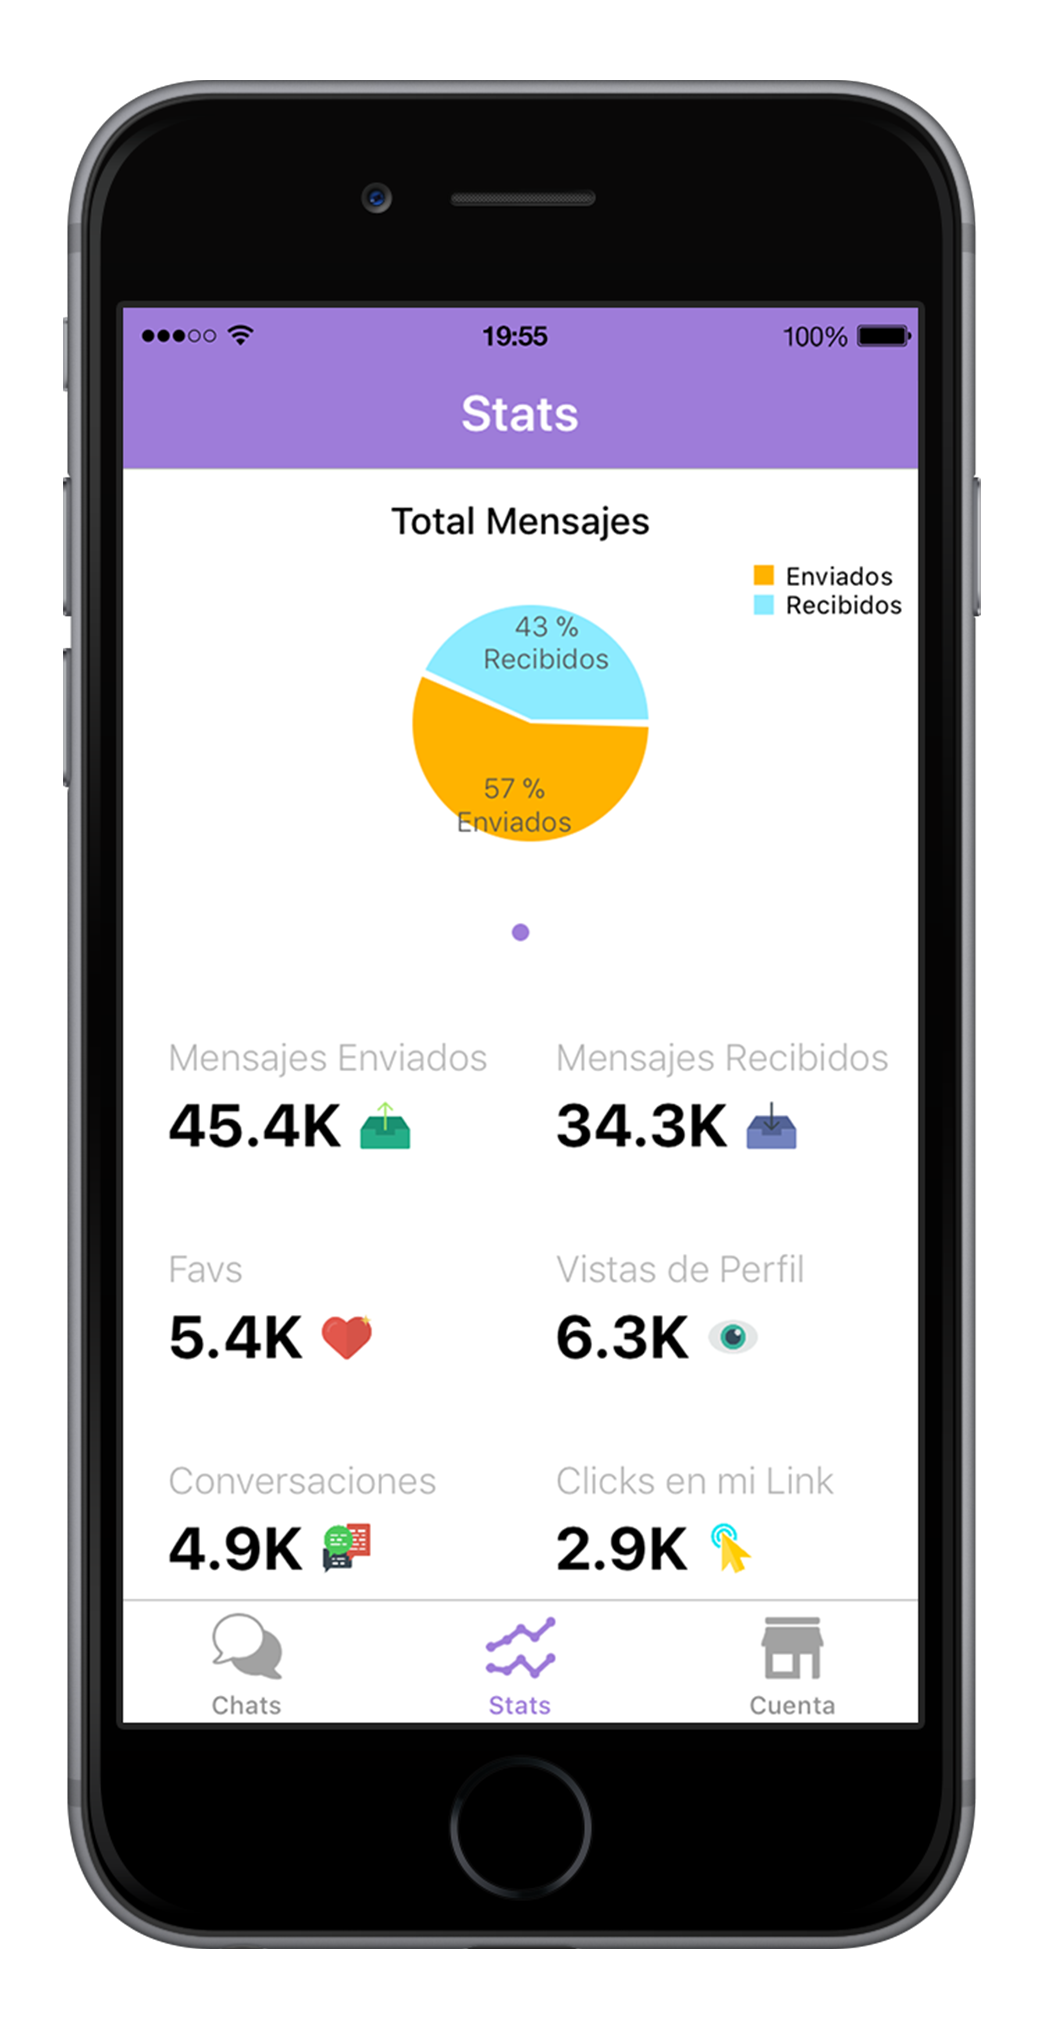 19:55
100%
Stats
Total Mensajes
Enviados
Recibidos
43 %
Recibidos
57 %
Enviados
Mensajes Enviados
Mensajes Recibidos
45.4K
34.3K
Favs
Vistas de Perfil
5.4K
6.3K
Conversaciones
Clicks en mi Link
4.9K
2.9K
Chats
Stats
Cuenta